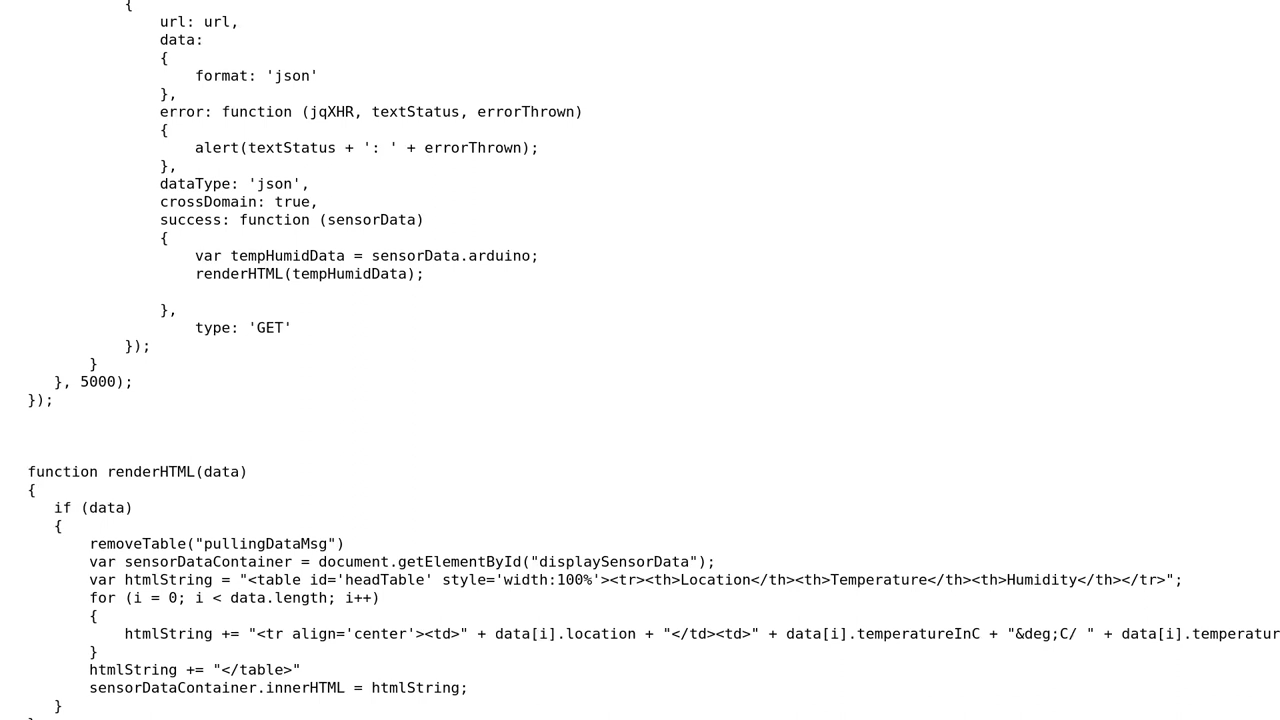 {
url: url,
data:
{
format: 'json'
},
error: function (jqXHR, textStatus, errorThrown)
{
alert(textStatus + ': ' + errorThrown);
},
dataType: 'json',
crossDomain: true,
success: function (sensorData)
{
var tempHumidData = sensorData.arduino;
renderHTML(tempHumidData);
},
type: 'GET'
});
}
}, 5000);
});
function renderHTML(data)
{
if (data)
{
removeTable("pullingDataMsg")
var sensorDataContainer = document.getElementById("displaySensorData");
var htmlString = "<table id='headTable' style='width:100%'><tr><th>Location</th><th>Temperature</th><th>Humidity</th></tr>";
for (i = 0; i < data.length; i++)
{
htmlString += "<tr align='center'><td>" + data[i].location + "</td><td>" + data[i].temperatureInC + "&deg;C/ " + data[i].temperatur
}
htmlString += "</table>"
sensorDataContainer.innerHTML = htmlString;
}